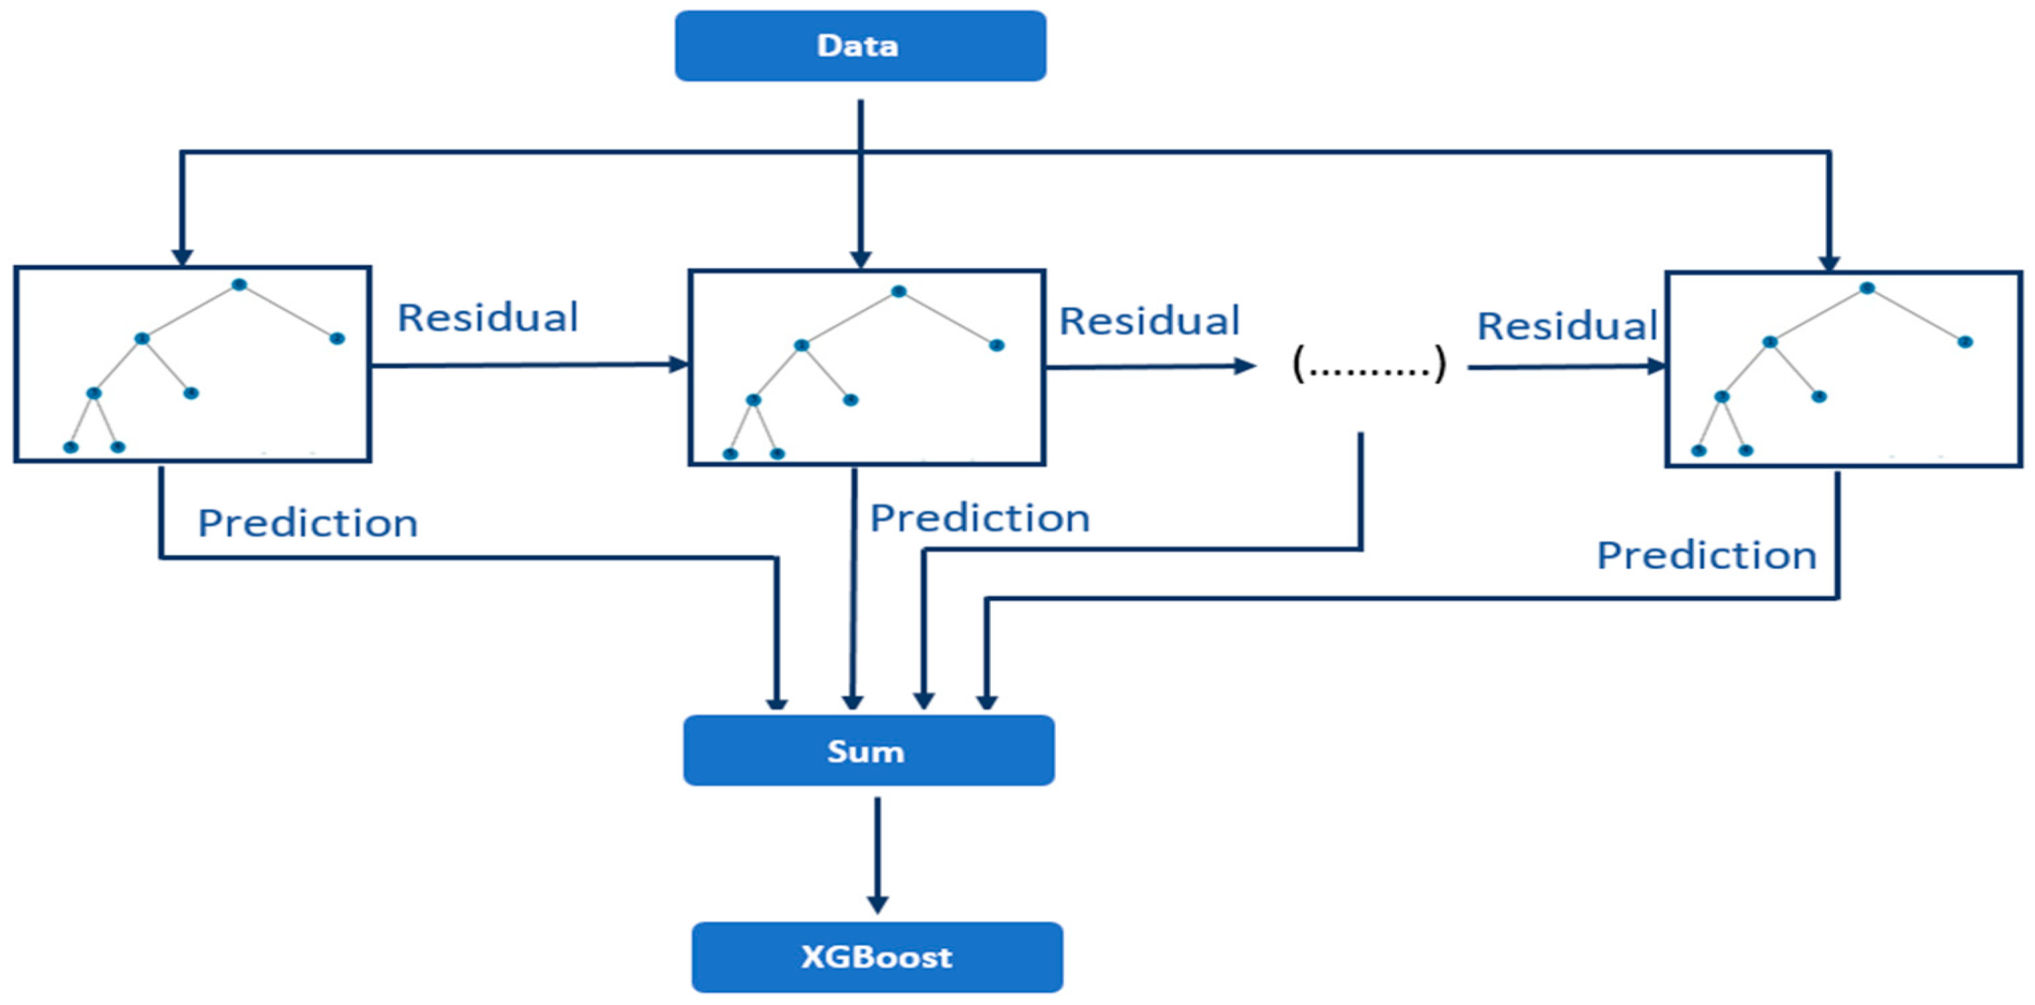 Data
Residual
Residual
(..........)
Residual
Prediction
Prediction
Prediction
Sum
XGBoost